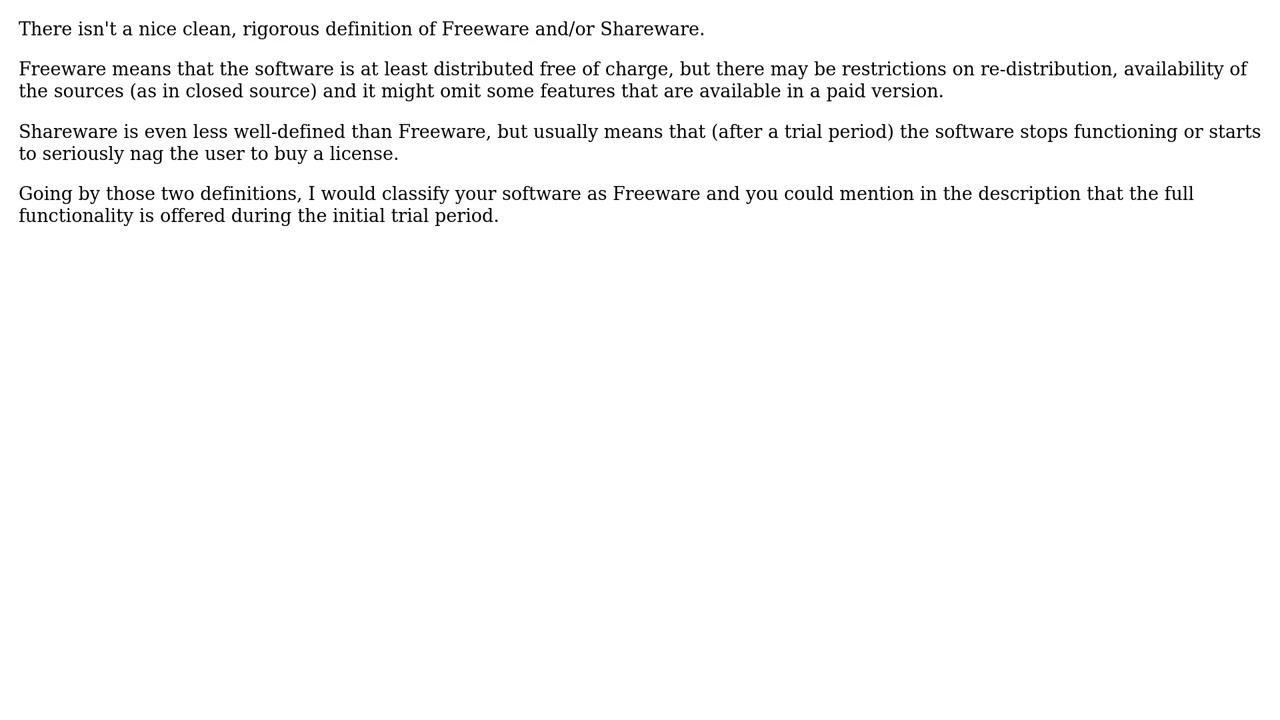 There isn't a nice clean, rigorous definition of Freeware and/or Shareware.
Freeware means that the software is at least distributed free of charge, but there may be restrictions on re-distribution, availability of
the sources (as in closed source) and it might omit some features that are available in a paid version.
Shareware is even less well-defined than Freeware, but usually means that (after a trial period) the software stops functioning or starts
to seriously nag the user to buy a license.
Going by those two definitions, I would classify your software as Freeware and you could mention in the description that the full
functionality is offered during the initial trial period.